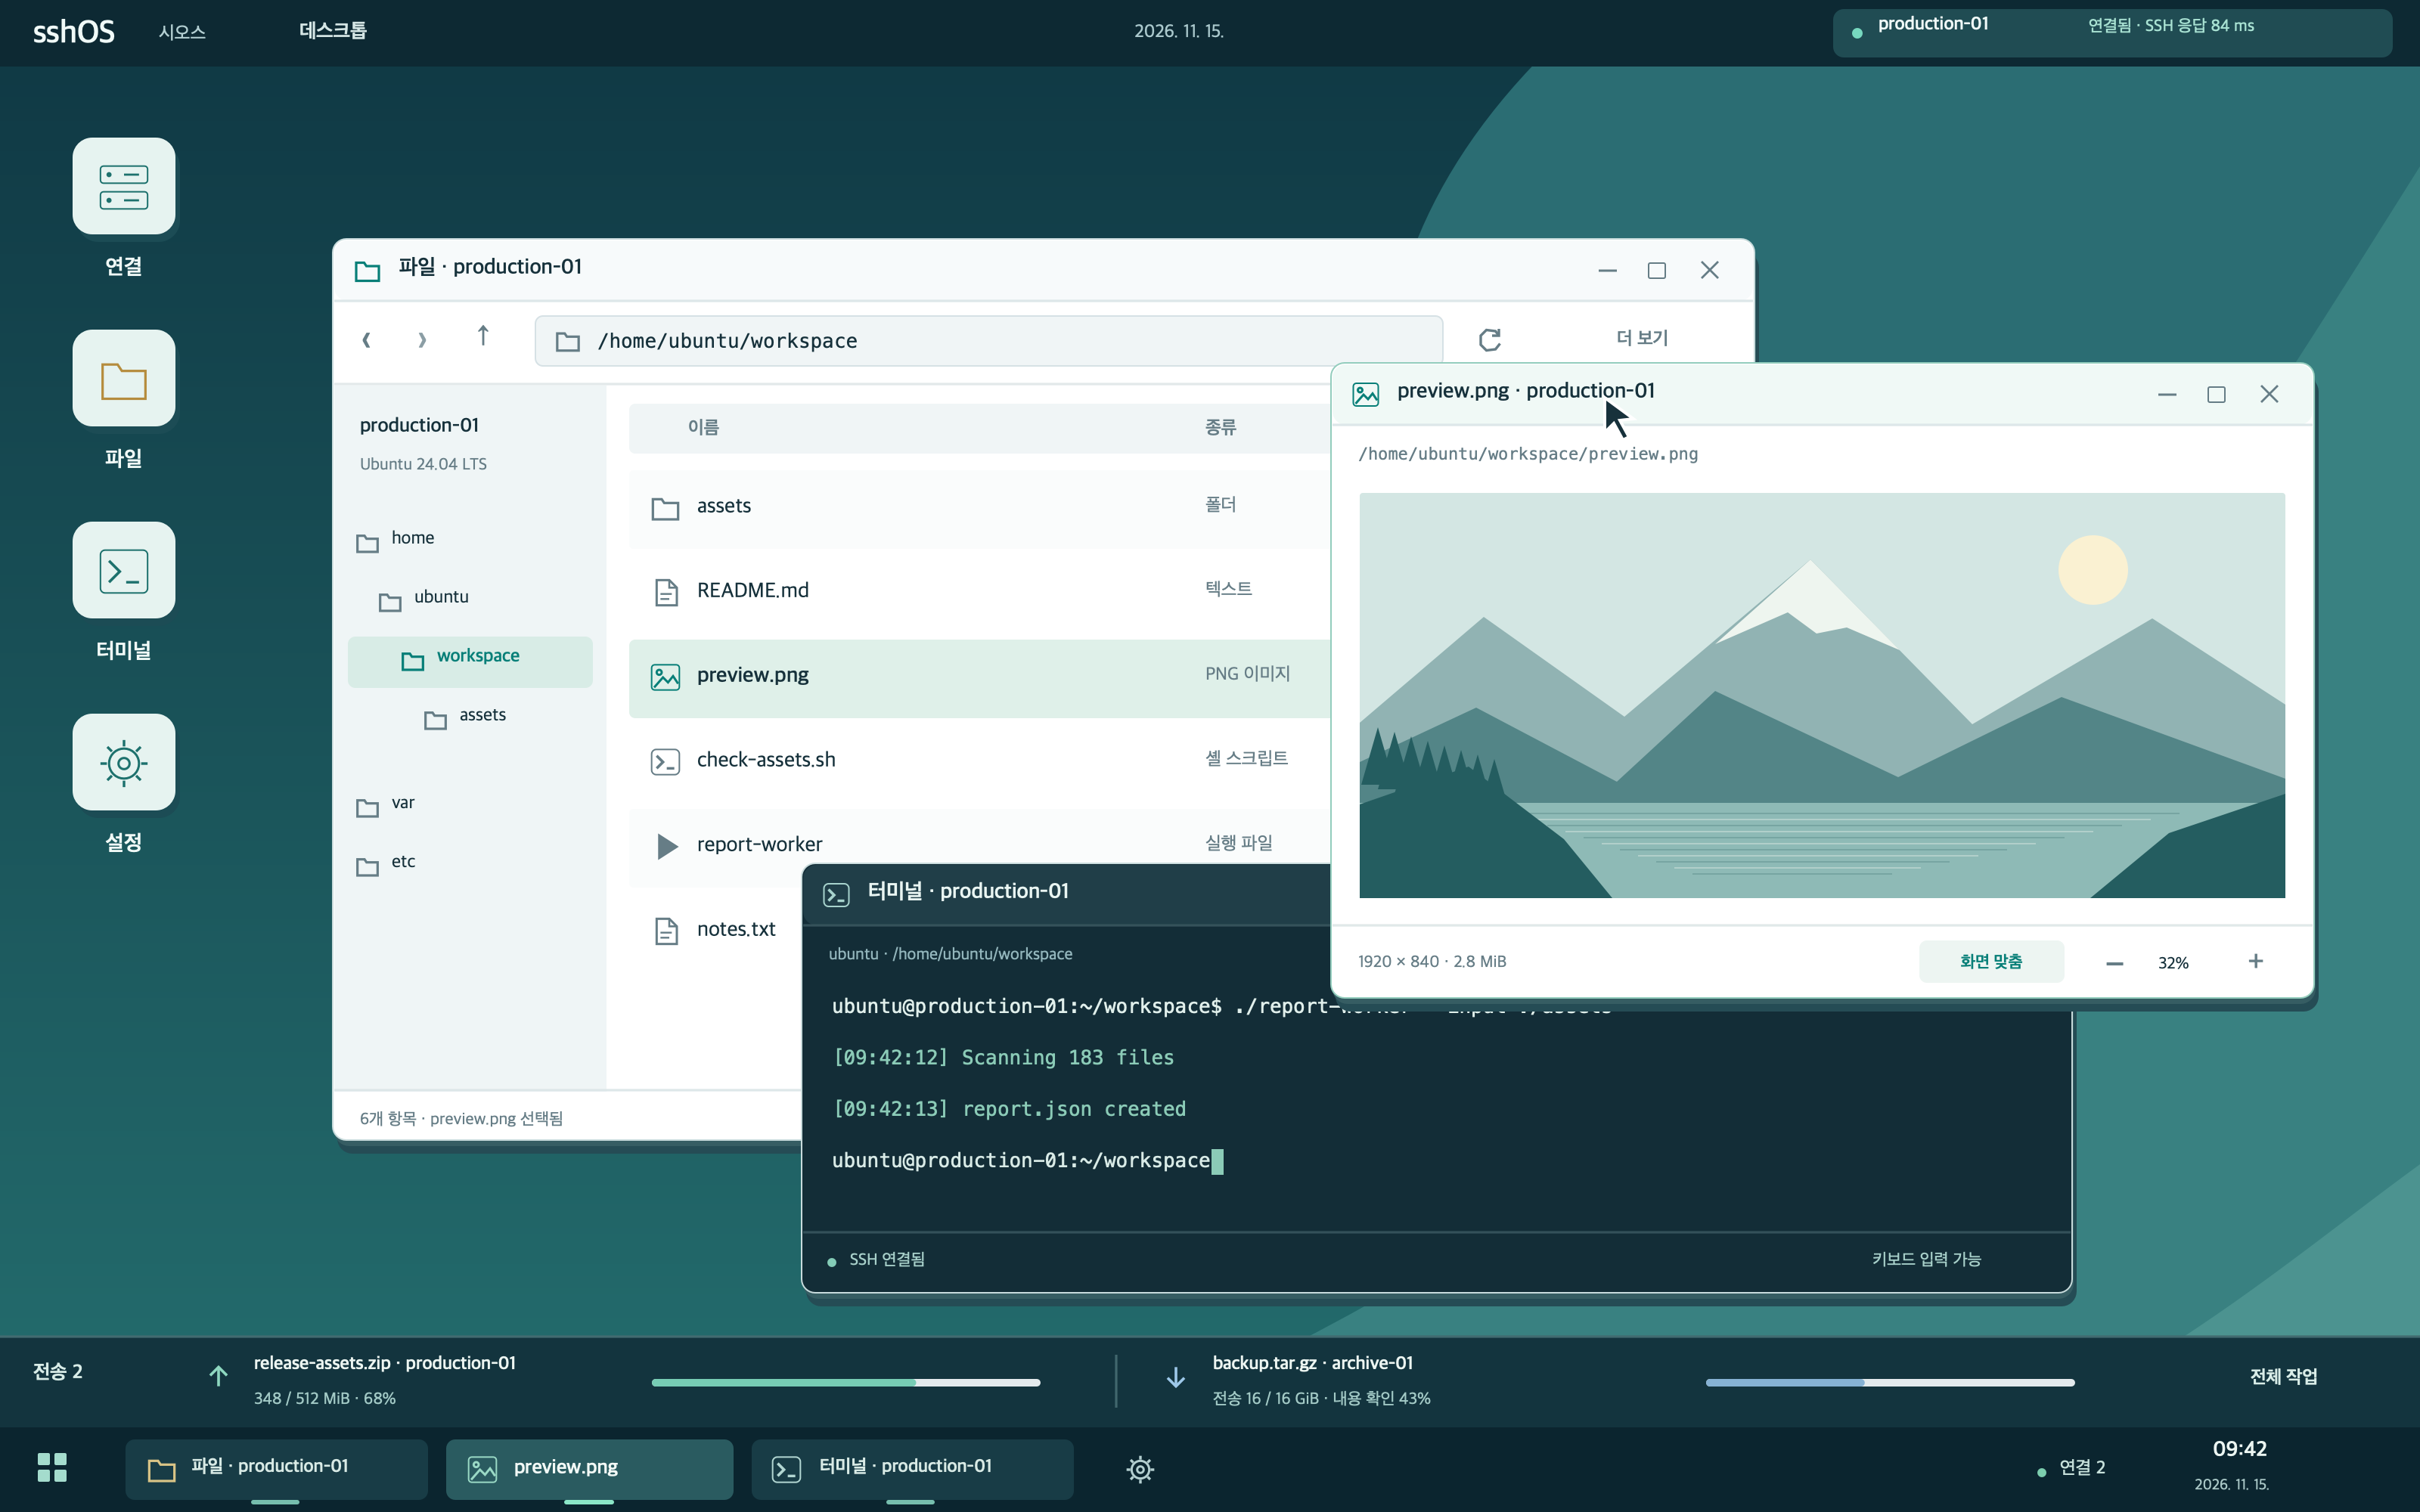 sshOS 시오스 데스크톱 2026. 11. 15. production-01 연결됨 · SSH 응답 84 ms
연결
파일
터미널
설정
파일 · production-01
/home/ubuntu/workspace 더 보기
production-01
Ubuntu 24.04 LTS
home
ubuntu
workspace
assets
var
etc
이름 종류
assets 폴더
README.md 텍스트
preview.png PNG 이미지
check-assets.sh 셸 스크립트
report-worker 실행 파일
notes.txt
6개 항목 · preview.png 선택됨
preview.png · production-01
/home/ubuntu/workspace/preview.png
1920 × 840 · 2.8 MiB 화면 맞춤 32%
터미널 · production-01
ubuntu · /home/ubuntu/workspace
ubuntu@production-01:~/workspace$ ./report-
[09:42:12] Scanning 183 files
[09:42:13] report.json created
ubuntu@production-01:~/workspace
SSH 연결됨 키보드 입력 가능
전송 2
release-assets.zip · production-01
348 / 512 MiB · 68%
backup.tar.gz · archive-01
전송 16 / 16 GiB · 내용 확인 43%
전체 작업
파일 · production-01 preview.png 터미널 · production-01 연결 2
09:42
2026. 11. 15.